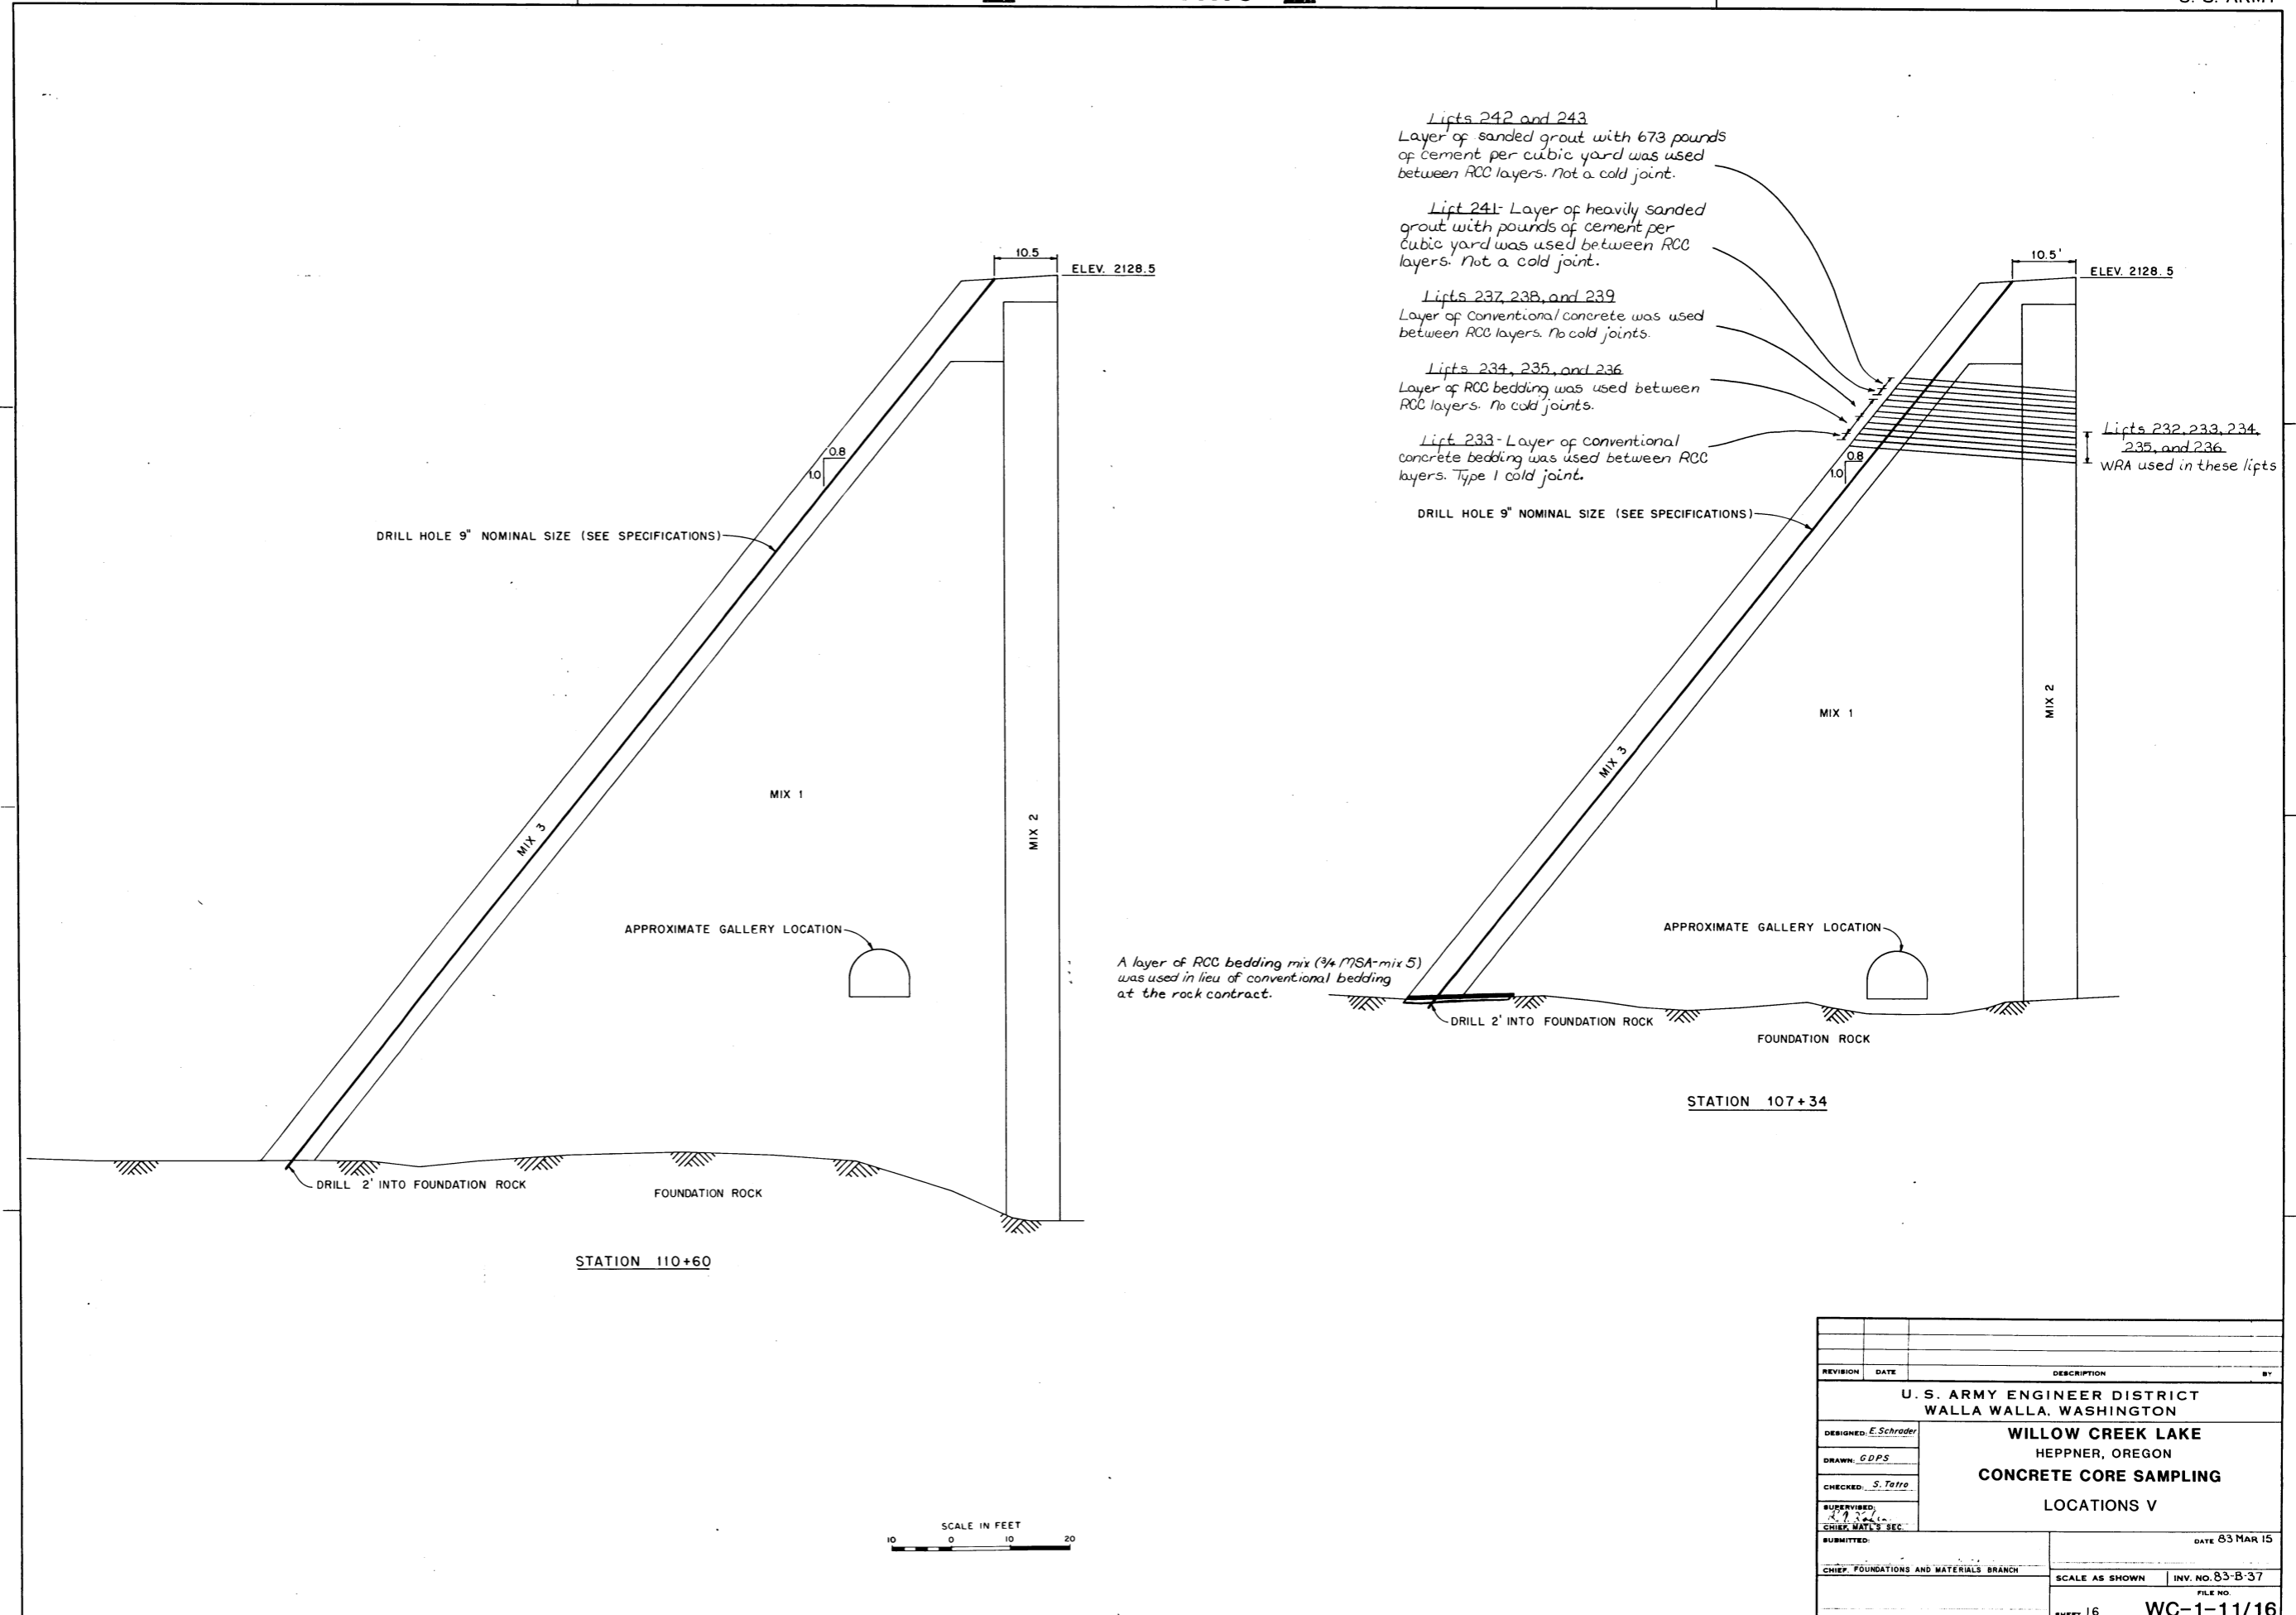 U. S. ARMY
Lifts 242 and 243
Layer of sanded grout with 673 pounds
of cement per cubic yard was used
between RCC layers. Not a cold joint.
Lift 241- Layer of heavily sanded
grout with pounds of cement per
cubic yard was used between RCC
layers. Not a cold joint.
Lifts 237, 238, and 239
Layer of conventional concrete was used
between RCC layers. No cold joints.
Lifts 234, 235, and 236
Layer of RCC bedding was used between
RCC layers. No cold joints.
Lift 233- Layer of conventional
concrete bedding was used between RCC
layers. Type 1 cold joint.
DRILL HOLE 9" NOMINAL SIZE (SEE SPECIFICATIONS)
10.5'
ELEV. 2128.5
Lifts 232, 233, 234,
235, and 236
WRA used in these lifts
0.8
1.0
MIX 3
MIX 1
MIX 2
APPROXIMATE GALLERY LOCATION
A layer of RCC bedding mix (3/4 MSA-mix 5)
was used in lieu of conventional bedding
at the rock contract.
DRILL 2' INTO FOUNDATION ROCK
FOUNDATION ROCK
STATION 107+34
10.5
ELEV. 2128.5
0.8
1.0
DRILL HOLE 9" NOMINAL SIZE (SEE SPECIFICATIONS)
MIX 3
MIX 1
MIX 2
APPROXIMATE GALLERY LOCATION
DRILL 2' INTO FOUNDATION ROCK
FOUNDATION ROCK
STATION 110+60
SCALE IN FEET
10 0 10 20
REVISION DATE DESCRIPTION BY
U. S. ARMY ENGINEER DISTRICT
WALLA WALLA, WASHINGTON
DESIGNED: E. Schrader
DRAWN: GDPS
CHECKED: S. Tatro
SUPERVISED:
CHIEF, MAT'L'S SEC.
WILLOW CREEK LAKE
HEPPNER, OREGON
CONCRETE CORE SAMPLING
LOCATIONS V
SUBMITTED:
CHIEF, FOUNDATIONS AND MATERIALS BRANCH
DATE 83 MAR 15
SCALE AS SHOWN INV. NO. 83-B-37
FILE NO.
SHEET 16 WC-1-11/16